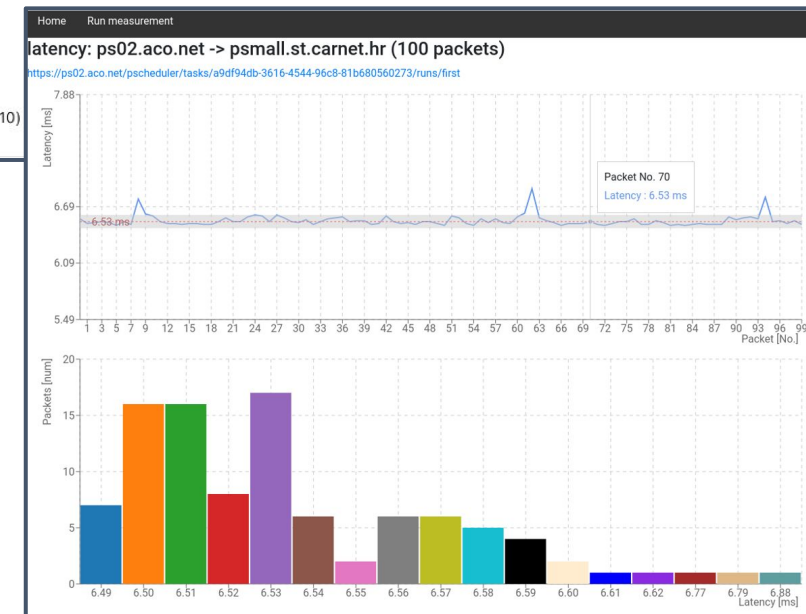 Home Run measurement
latency: ps02.aco.net -> psmall.st.carnet.hr (100 packets)
https://ps02.aco.net/pscheduler/tasks/a9df94db-3616-4544-96c8-81b680560273/runs/first
10)
7.88
Latency [ms]
6.69
6.53 ms
6.09
5.49
Packet No. 70
Latency : 6.53 ms
1 3 5 7 9 12 15 18 21 24 27 30 33 36 39 42 45 48 51 54 57 60 63 66 69 72 75 78 81 84 87 90 93 96 99
Packet [No.]
20
Packets [num]
15
10
5
0
6.49 6.50 6.51 6.52 6.53 6.54 6.55 6.56 6.57 6.58 6.59 6.60 6.61 6.62 6.77 6.79 6.88
Latency [ms]